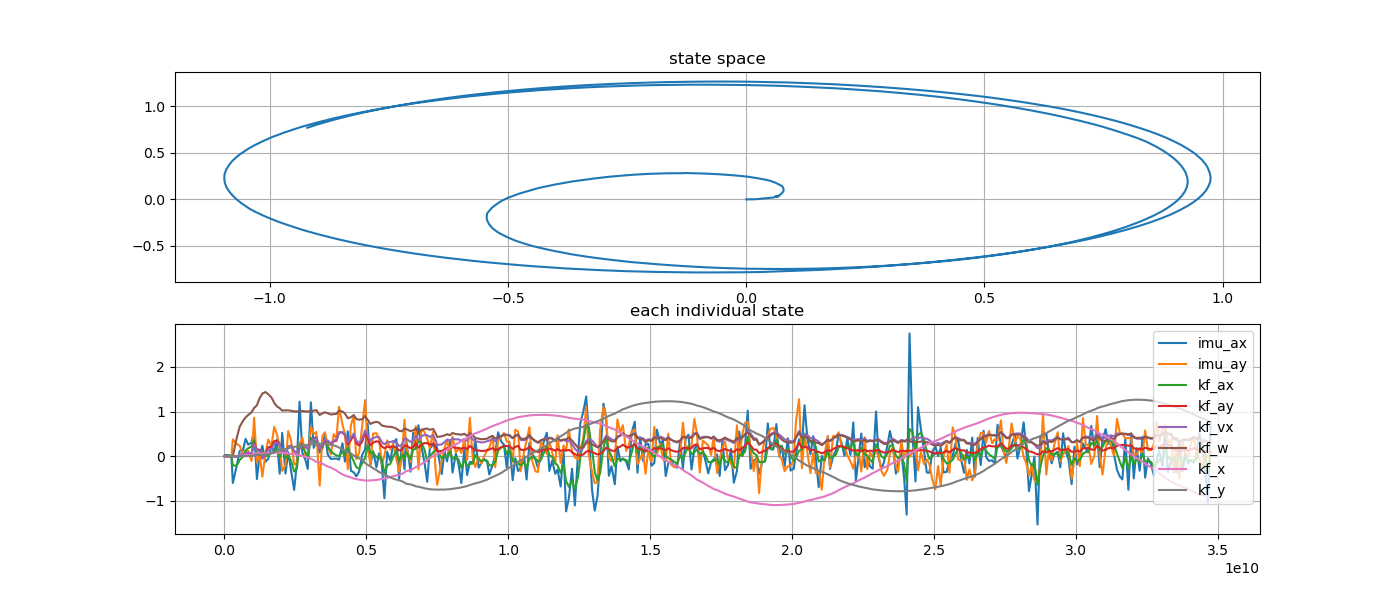 state space
1.0
0.5
0.0
−0.5
−1.0 −0.5 0.0 0.5 1.0
each individual state
2
1
0
−1
imu_ax
imu_ay
kf_ax
kf_ay
kf_vx
kf_w
kf_x
kf_y
0.0 0.5 1.0 1.5 2.0 2.5 3.0 3.5
1e10